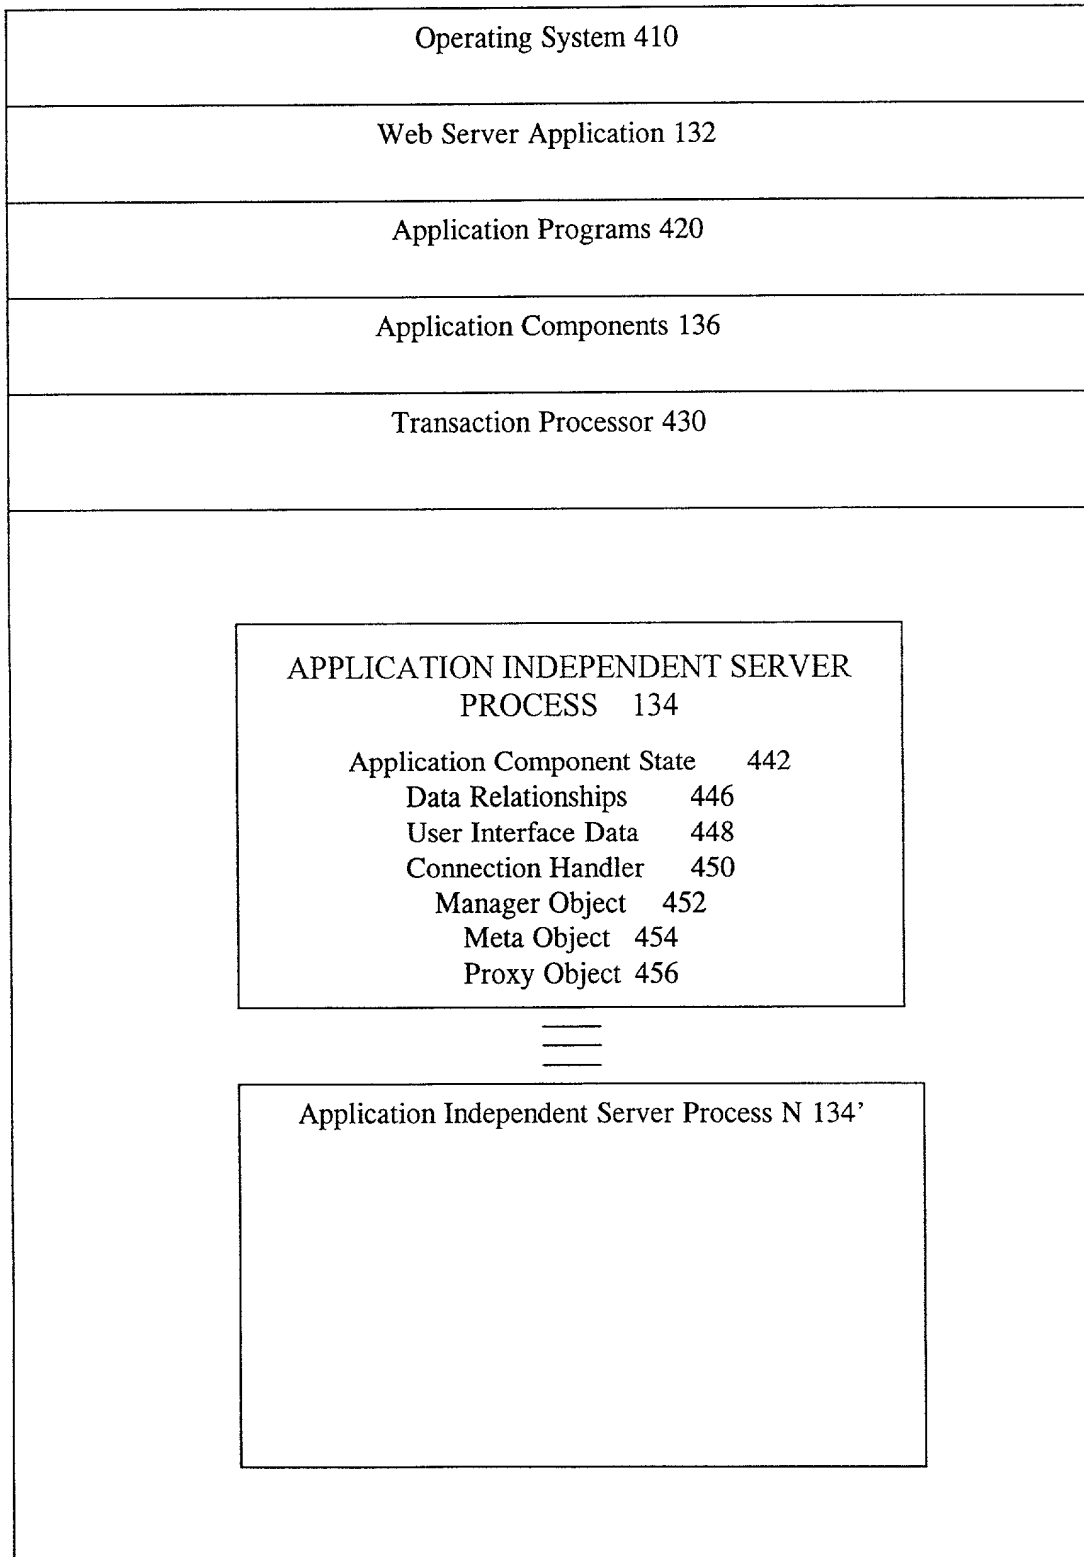 Operating System 410
Web Server Application 132
Application Programs 420
Application Components 136
Transaction Processor 430
APPLICATION INDEPENDENT SERVER
PROCESS 134
Application Component State 442
Data Relationships 446
User Interface Data 448
Connection Handler 450
Manager Object 452
Meta Object 454
Proxy Object 456
Application Independent Server Process N 134’